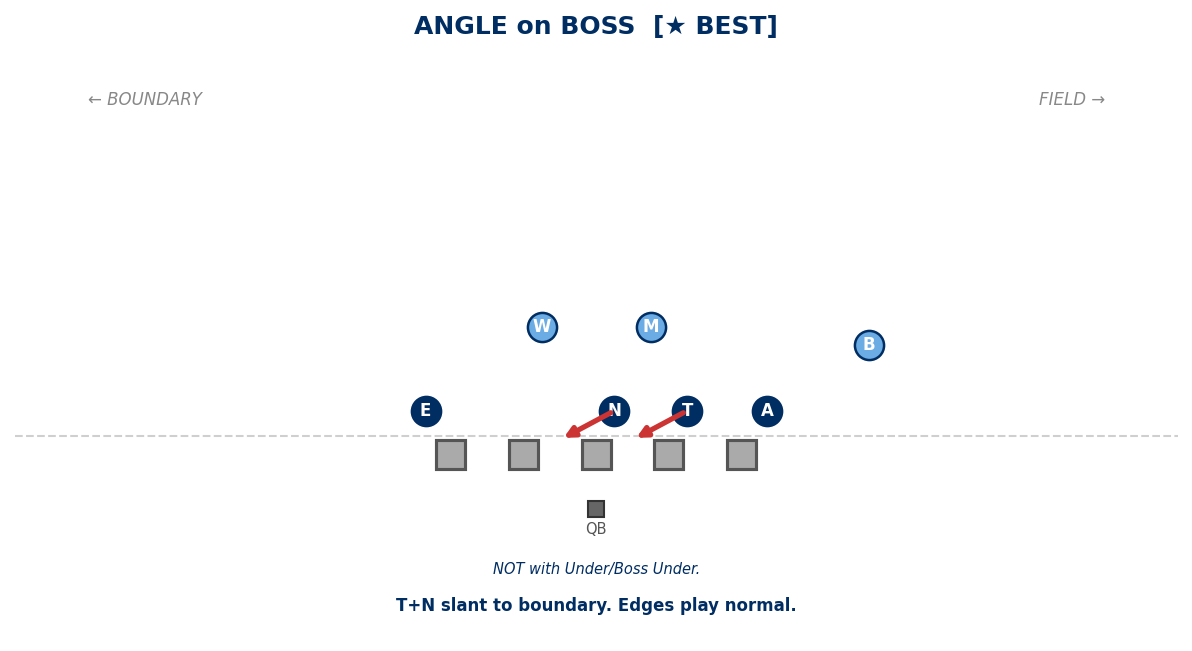 ANGLE on BOSS [★ BEST]
← BOUNDARY
FIELD →
W
M
B
E
N
T
A
QB
NOT with Under/Boss Under.
T+N slant to boundary. Edges play normal.